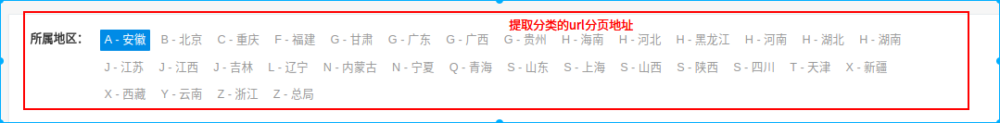 提取分类的url分页地址
所属地区： A - 安徽 B - 北京 C - 重庆 F - 福建 G - 甘肃 G - 广东 G - 广西 G - 贵州 H - 海南 H - 河北 H - 黑龙江 H - 河南 H - 湖北 H - 湖南
J - 江苏 J - 江西 J - 吉林 L - 辽宁 N - 内蒙古 N - 宁夏 Q - 青海 S - 山东 S - 上海 S - 山西 S - 陕西 S - 四川 T - 天津 X - 新疆
X - 西藏 Y - 云南 Z - 浙江 Z - 总局